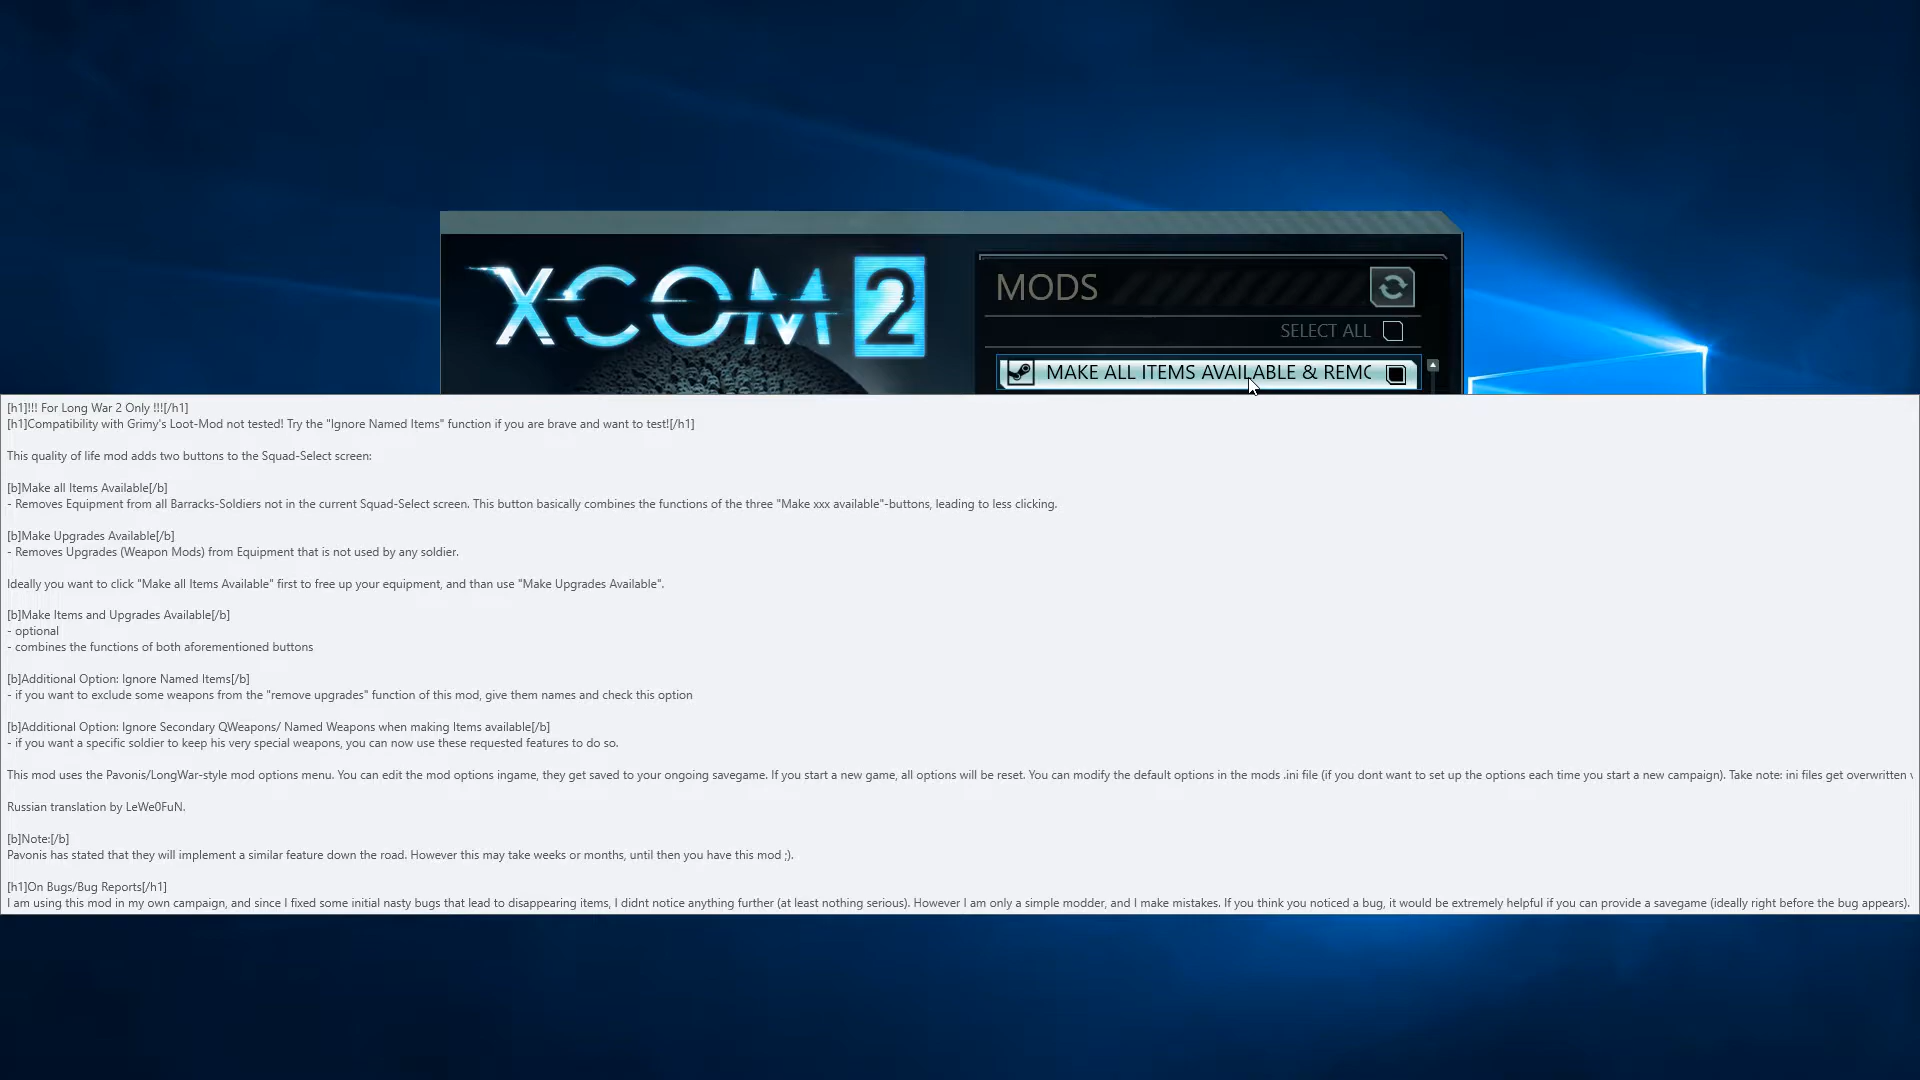 XCOM 2
MODS
SELECT ALL
MAKE ALL ITEMS AVAILABLE & REMO
[h1]!!! For Long War 2 Only !!![/h1]
[h1]Compatibility with Grimy's Loot-Mod not tested! Try the "Ignore Named Items" function if you are brave and want to test![/h1]
This quality of life mod adds two buttons to the Squad-Select screen:
[b]Make all Items Available[/b]
- Removes Equipment from all Barracks-Soldiers not in the current Squad-Select screen. This button basically combines the functions of the three "Make xxx available"-buttons, leading to less clicking.
[b]Make Upgrades Available[/b]
- Removes Upgrades (Weapon Mods) from Equipment that is not used by any soldier.
Ideally you want to click "Make all Items Available" first to free up your equipment, and than use "Make Upgrades Available".
[b]Make Items and Upgrades Available[/b]
- optional
- combines the functions of both aforementioned buttons
[b]Additional Option: Ignore Named Items[/b]
- if you want to exclude some weapons from the "remove upgrades" function of this mod, give them names and check this option
[b]Additional Option: Ignore Secondary QWeapons/ Named Weapons when making Items available[/b]
- if you want a specific soldier to keep his very special weapons, you can now use these requested features to do so.
This mod uses the Pavonis/LongWar-style mod options menu. You can edit the mod options ingame, they get saved to your ongoing savegame. If you start a new game, all options will be reset. You can modify the default options in the mods .ini file (if you dont want to set up the options each time you start a new campaign). Take note: ini files get overwritten
Russian translation by LeWe0FuN.
[b]Note:[/b]
Pavonis has stated that they will implement a similar feature down the road. However this may take weeks or months, until then you have this mod ;).
[h1]On Bugs/Bug Reports[/h1]
I am using this mod in my own campaign, and since I fixed some initial nasty bugs that lead to disappearing items, I didnt notice anything further (at least nothing serious). However I am only a simple modder, and I make mistakes. If you think you noticed a bug, it would be extremely helpful if you can provide a savegame (ideally right before the bug appears).